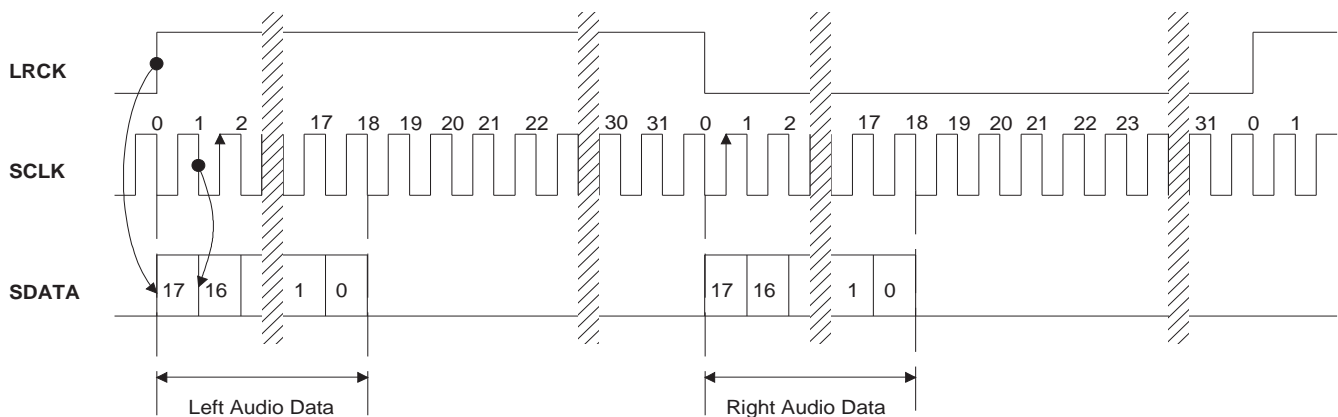 LRCK
0 1 2 17 18 19 20 21 22 30 31 0 1 2 17 18 19 20 21 22 23 31 0 1
SCLK
SDATA
17 16 1 0 17 16 1 0
Left Audio Data Right Audio Data